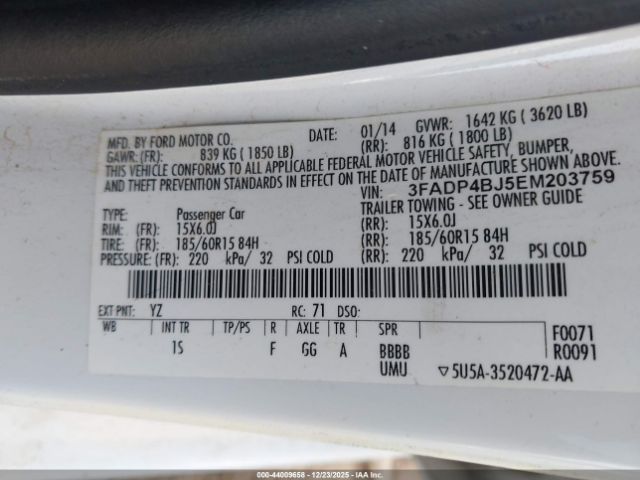 MFD. BY FORD MOTOR CO. DATE: 01/14 GVWR: 1642 KG ( 3620 LB)
GAWR: (FR): 839 KG ( 1850 LB) (RR): 816 KG ( 1800 LB)
THIS VEHICLE CONFORMS TO ALL APPLICABLE FEDERAL MOTOR VEHICLE SAFETY, BUMPER,
AND THEFT PREVENTION STANDARDS IN EFFECT ON THE DATE OF MANUFACTURE SHOWN ABOVE.
VIN: 3FADP4BJ5EM203759
TYPE: Passenger Car TRAILER TOWING - SEE OWNER GUIDE
RIM: (FR): 15X6.0J (RR): 15X6.0J
TIRE: (FR): 185/60R15 84H (RR): 185/60R15 84H
PRESSURE: (FR): 220 kPa/ 32 PSI COLD (RR): 220 kPa/ 32 PSI COLD
EXT PNT: YZ RC: 71 DSO:
WB INT TR TP/PS R AXLE TR SPR F0071
1S F GG A BBBB R0091
UMU ▽5U5A-3520472-AA
000-44009658 - 12/23/2025 - IAAI.com